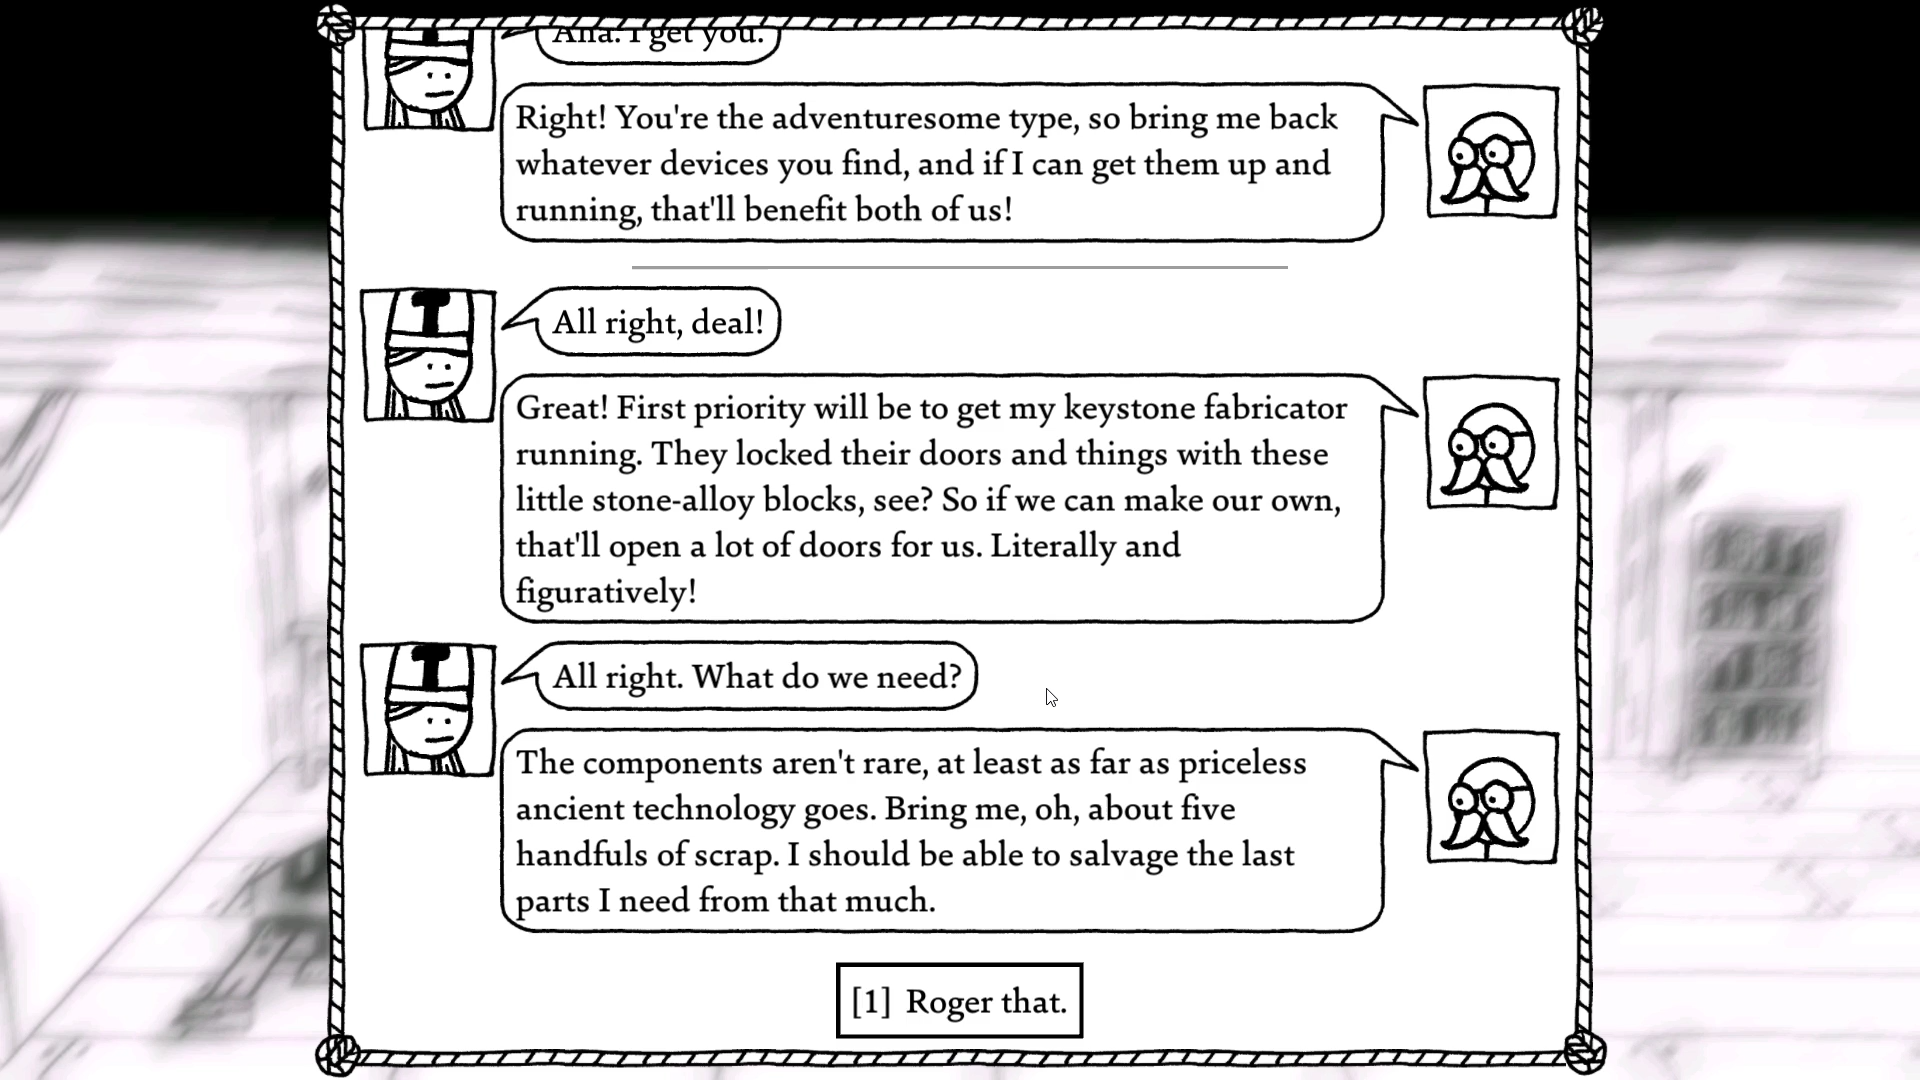 Aha! I get you.
Right! You're the adventuresome type, so bring me back
whatever devices you find, and if I can get them up and
running, that'll benefit both of us!
All right, deal!
Great! First priority will be to get my keystone fabricator
running. They locked their doors and things with these
little stone-alloy blocks, see? So if we can make our own,
that'll open a lot of doors for us. Literally and
figuratively!
All right. What do we need?
The components aren't rare, at least as far as priceless
ancient technology goes. Bring me, oh, about five
handfuls of scrap. I should be able to salvage the last
parts I need from that much.
[1] Roger that.